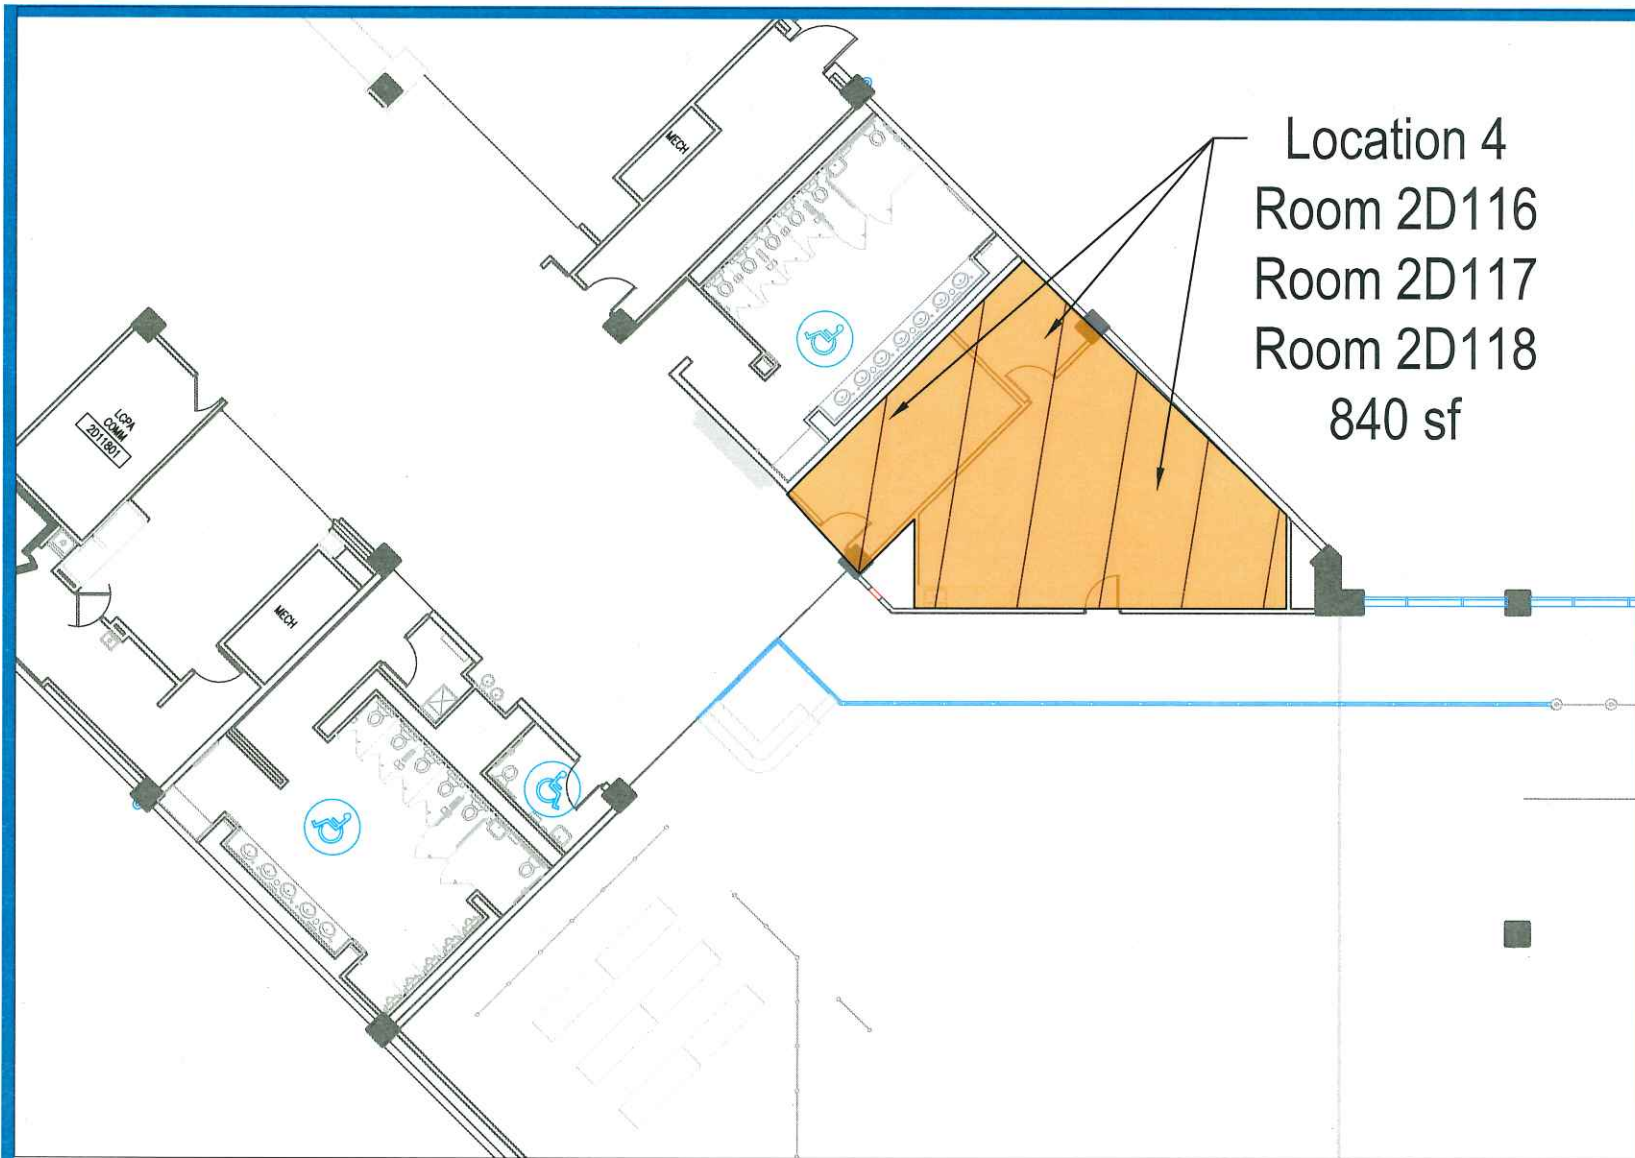 MECH
Location 4
Room 2D116
Room 2D117
Room 2D118
840 sf
LCPA
COMM
2D11801
MECH